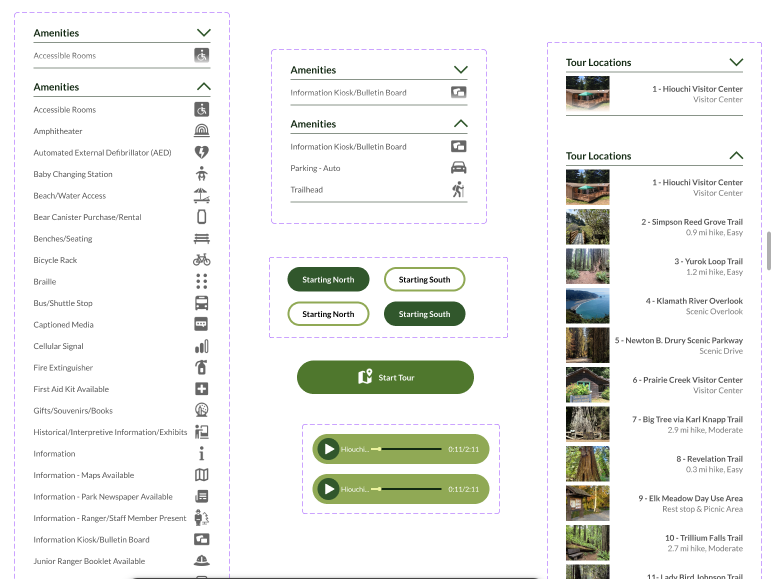 Amenities
Accessible Rooms
Amenities
Accessible Rooms
Amphitheater
Automated External Defibrillator (AED)
Baby Changing Station
Beach/Water Access
Bear Canister Purchase/Rental
Benches/Seating
Bicycle Rack
Braille
Bus/Shuttle Stop
Captioned Media
Cellular Signal
Fire Extinguisher
First Aid Kit Available
Gifts/Souvenirs/Books
Historical/Interpretive Information/Exhibits
Information
Information - Maps Available
Information - Park Newspaper Available
Information - Ranger/Staff Member Present
Information Kiosk/Bulletin Board
Junior Ranger Booklet Available
Amenities
Information Kiosk/Bulletin Board
Amenities
Information Kiosk/Bulletin Board
Parking - Auto
Trailhead
Starting North
Starting South
Starting North
Starting South
Start Tour
Hiouchi... 0:11/2:11
Hiouchi... 0:11/2:11
Tour Locations
1 - Hiouchi Visitor Center
Visitor Center
Tour Locations
1 - Hiouchi Visitor Center
Visitor Center
2 - Simpson Reed Grove Trail
0.9 mi hike, Easy
3 - Yurok Loop Trail
1.2 mi hike, Easy
4 - Klamath River Overlook
Scenic Overlook
5 - Newton B. Drury Scenic Parkway
Scenic Drive
6 - Prairie Creek Visitor Center
Visitor Center
7 - Big Tree via Karl Knapp Trail
2.9 mi hike, Moderate
8 - Revelation Trail
0.3 mi hike, Easy
9 - Elk Meadow Day Use Area
Rest stop & Picnic Area
10 - Trillium Falls Trail
2.7 mi hike, Moderate
11- Lady Bird Johnson Trail